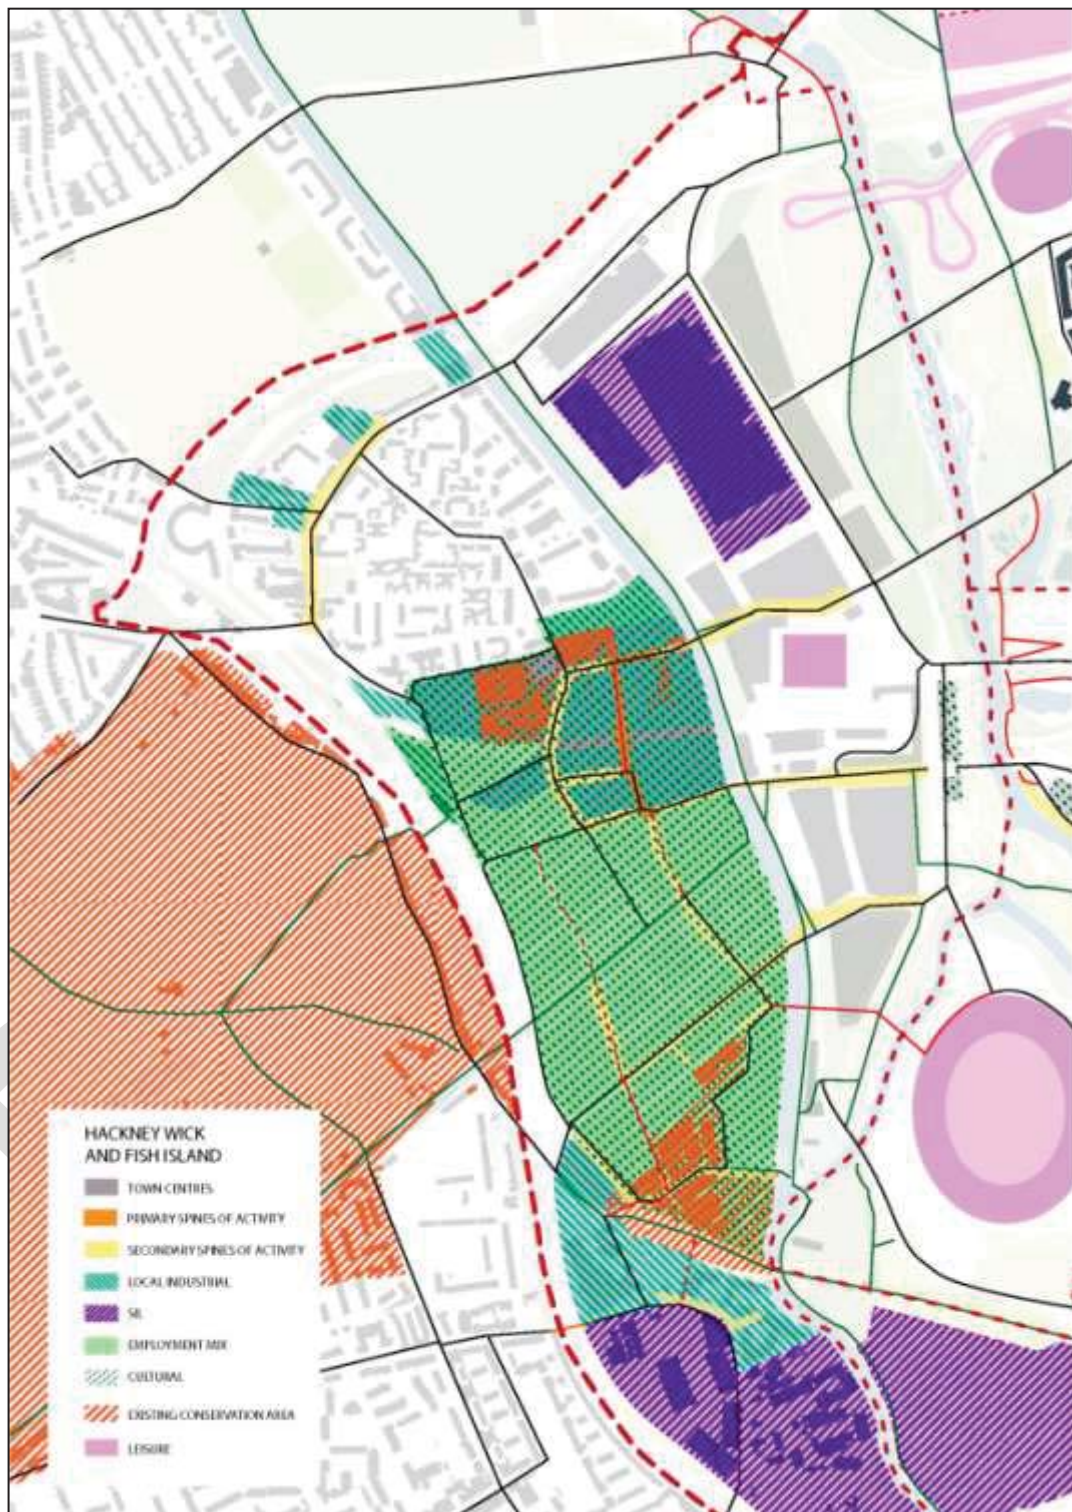 HACKNEY WICK
AND FISH ISLAND
TOWN CENTRES
PRIMARY SPINES OF ACTIVITY
SECONDARY SPINES OF ACTIVITY
LOCAL INDUSTRIAL
SIL
EMPLOYMENT MIX
CULTURAL
EXISTING CONSERVATION AREA
LEISURE